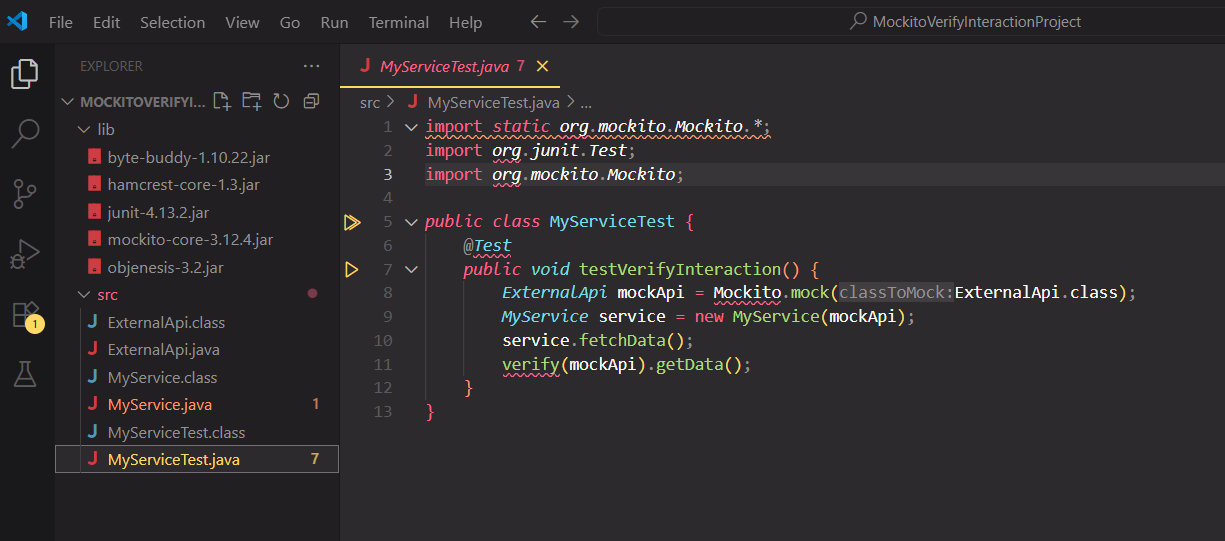 File Edit Selection View Go Run Terminal Help
MockitoVerifyInteractionProject
EXPLORER
MOCKITOVERIFYI...
lib
byte-buddy-1.10.22.jar
hamcrest-core-1.3.jar
junit-4.13.2.jar
mockito-core-3.12.4.jar
objenesis-3.2.jar
src
J ExternalApi.class
J ExternalApi.java
J MyService.class
J MyService.java 1
J MyServiceTest.class
J MyServiceTest.java 7
1
J MyServiceTest.java 7
src > J MyServiceTest.java > ...
1 import static org.mockito.Mockito.*;
2 import org.junit.Test;
3 import org.mockito.Mockito;
4
5 public class MyServiceTest {
6 @Test
7 public void testVerifyInteraction() {
8 ExternalApi mockApi = Mockito.mock(classToMock:ExternalApi.class);
9 MyService service = new MyService(mockApi);
10 service.fetchData();
11 verify(mockApi).getData();
12 }
13 }